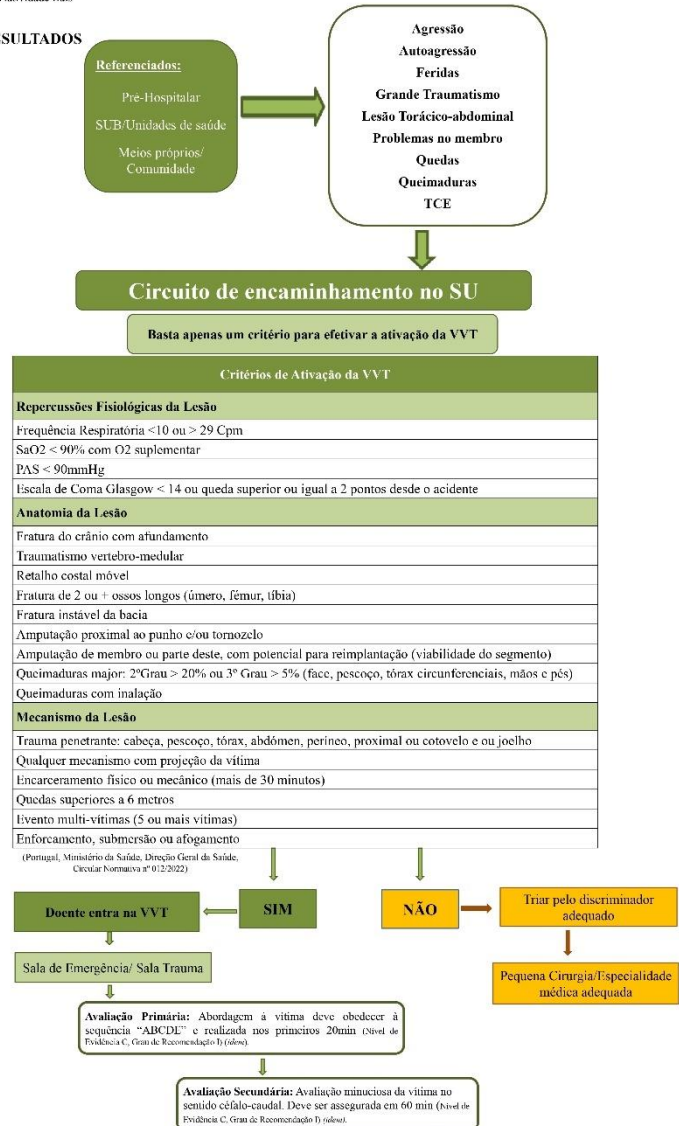 ESULTADOS
Referenciados:
Pré-Hospitalar
SUB/Unidades de saúde
Meios próprios/
Comunidade
Agressão
Autoagressão
Feridas
Grande Traumatismo
Lesão Torácico-abdominal
Problemas no membro
Quedas
Queimaduras
TCE
Circuito de encaminhamento no SU
Basta apenas um critério para efetivar a ativação da VVT
Critérios de Ativação da VVT
Repercussões Fisiológicas da Lesão
Frequência Respiratória <10 ou > 29 Cpm
SaO2 < 90% com O2 suplementar
PAS < 90mmHg
Escala de Coma Glasgow < 14 ou queda superior ou igual a 2 pontos desde o acidente
Anatomia da Lesão
Fratura do crânio com afundamento
Traumatismo vertebro-medular
Retalho costal móvel
Fratura de 2 ou + ossos longos (úmero, fémur, tíbia)
Fratura instável da bacia
Amputação proximal ao punho e/ou tornozelo
Amputação de membro ou parte deste, com potencial para reimplantação (viabilidade do segmento)
Queimaduras major: 2ºGrau > 20% ou 3º Grau > 5% (face, pescoço, tórax circunferenciais, mãos e pés)
Queimaduras com inalação
Mecanismo da Lesão
Trauma penetrante: cabeça, pescoço, tórax, abdómen, períneo, proximal ou cotovelo e ou joelho
Qualquer mecanismo com projeção da vítima
Encarceramento físico ou mecânico (mais de 30 minutos)
Quedas superiores a 6 metros
Evento multi-vítimas (5 ou mais vítimas)
Enforcamento, submersão ou afogamento
(Portugal, Ministério da Saúde, Direção Geral da Saúde,
Circular Normativa nº 012/2022)
Doente entra na VVT
SIM
NÃO
Triar pelo discriminador
adequado
Sala de Emergência/ Sala Trauma
Pequena Cirurgia/Especialidade
médica adequada
Avaliação Primária: Abordagem à vítima deve obedecer à
sequência “ABCDE” e realizada nos primeiros 20min (Nível de
Evidência C, Grau de Recomendação I) (idem).
Avaliação Secundária: Avaliação minuciosa da vítima no
sentido céfalo-caudal. Deve ser assegurada em 60 min (Nível de
Evidência C, Grau de Recomendação I) (idem).